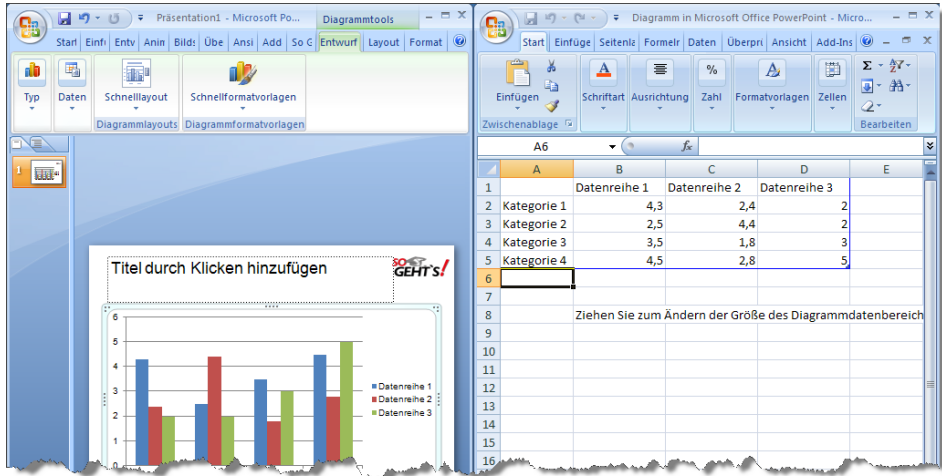 Präsentation1 - Microsoft Po...
Diagrammtools
Start Einfü Entv Anim Bilds Übe Ansi Add So G Entwurf Layout Format
Typ Daten Schnelllayout Schnellformatvorlagen
Diagrammlayouts Diagrammformatvorlagen
1
Titel durch Klicken hinzufügen
SO GEHT`S!
6
5
4
3
2
1
0
Datenreihe 1
Datenreihe 2
Datenreihe 3
Diagramm in Microsoft Office PowerPoint - Micro...
Start Einfüge Seitenla Formelr Daten Überpri Ansicht Add-Ins
Einfügen Schriftart Ausrichtung Zahl Formatvorlagen Zellen
Zwischenablage Bearbeiten
A6 fx
A B C D E
1 Datenreihe 1 Datenreihe 2 Datenreihe 3
2 Kategorie 1 4,3 2,4 2
3 Kategorie 2 2,5 4,4 2
4 Kategorie 3 3,5 1,8 3
5 Kategorie 4 4,5 2,8 5
6
7
8 Ziehen Sie zum Ändern der Größe des Diagrammdatenbereich
9
10
11
12
13
14
15
16